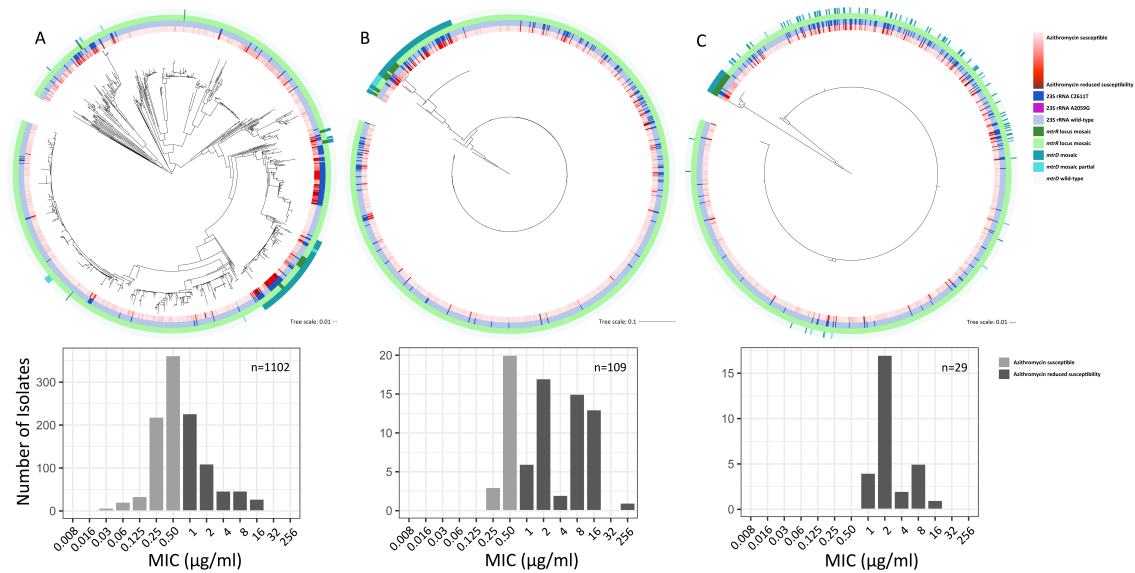 A
B
C
Tree scale: 0.01
Tree scale: 0.1
Tree scale: 0.01
Azithromycin susceptible
Azithromycin reduced susceptibility
23S rRNA C2611T
23S rRNA A2059G
23S rRNA wild-type
mtrR locus mosaic
mtrR locus mosaic
mtrD mosaic
mtrD mosaic partial
mtrD wild-type
Number of Isolates
300
200
100
0
n=1102
0.008
0.016
0.03
0.06
0.125
0.25
0.50
1
2
4
8
16
32
256
MIC (µg/ml)
20
15
10
5
0
n=109
0.008
0.016
0.03
0.06
0.125
0.25
0.50
1
2
4
8
16
32
256
MIC (µg/ml)
15
10
5
0
n=29
0.008
0.016
0.03
0.06
0.125
0.25
0.50
1
2
4
8
16
32
256
MIC (µg/ml)
Azithromycin susceptible
Azithromycin reduced susceptibility